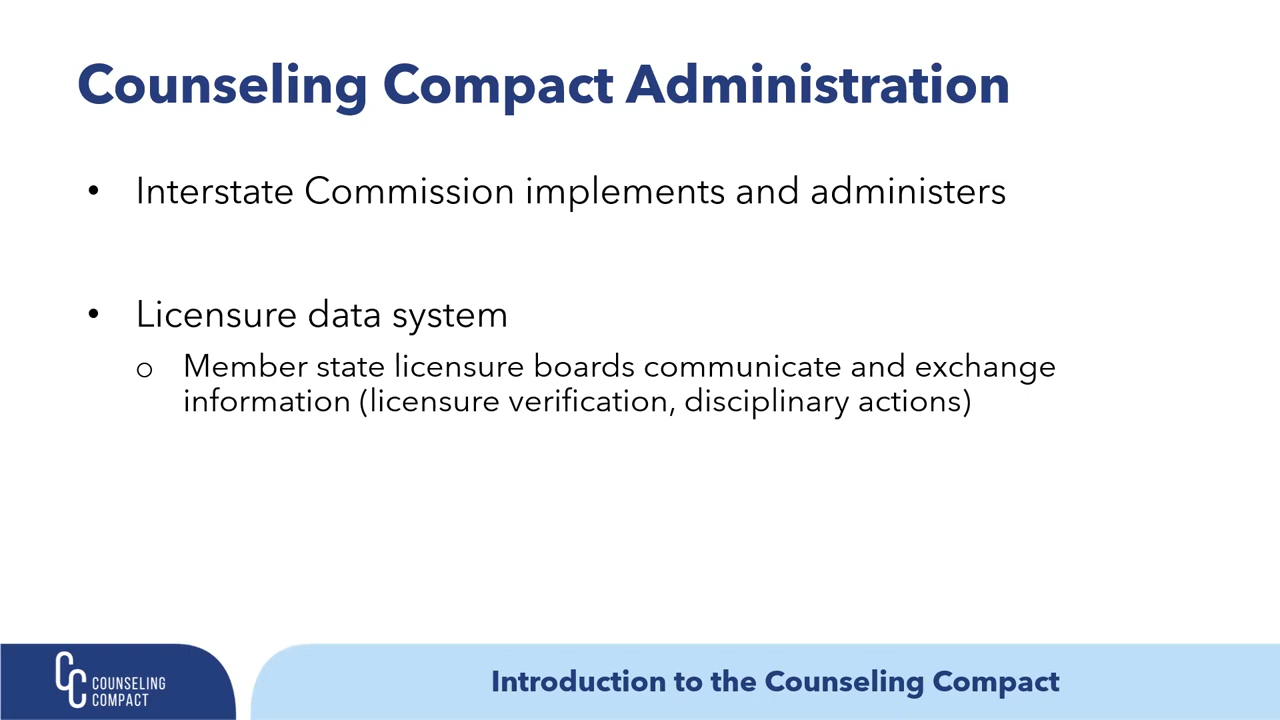 Counseling Compact Administration
• Interstate Commission implements and administers
• Licensure data system
o Member state licensure boards communicate and exchange
information (licensure verification, disciplinary actions)
CC COUNSELING
COMPACT
Introduction to the Counseling Compact